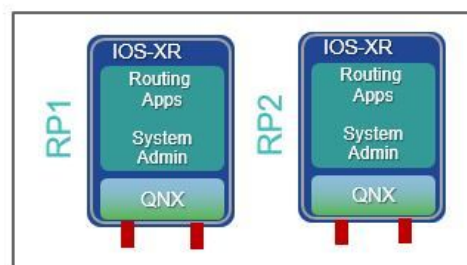 RP1
IOS-XR
Routing
Apps
System
Admin
QNX
RP2
IOS-XR
Routing
Apps
System
Admin
QNX